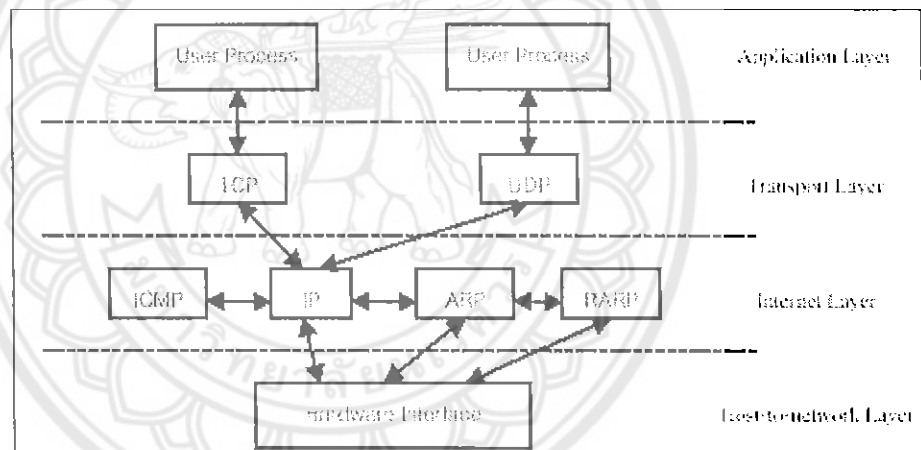 User Process User Process Application Layer
TCP UDP Transport Layer
ICMP IP ARP RARP Internet Layer
Hardware Interface Host-to-network Layer